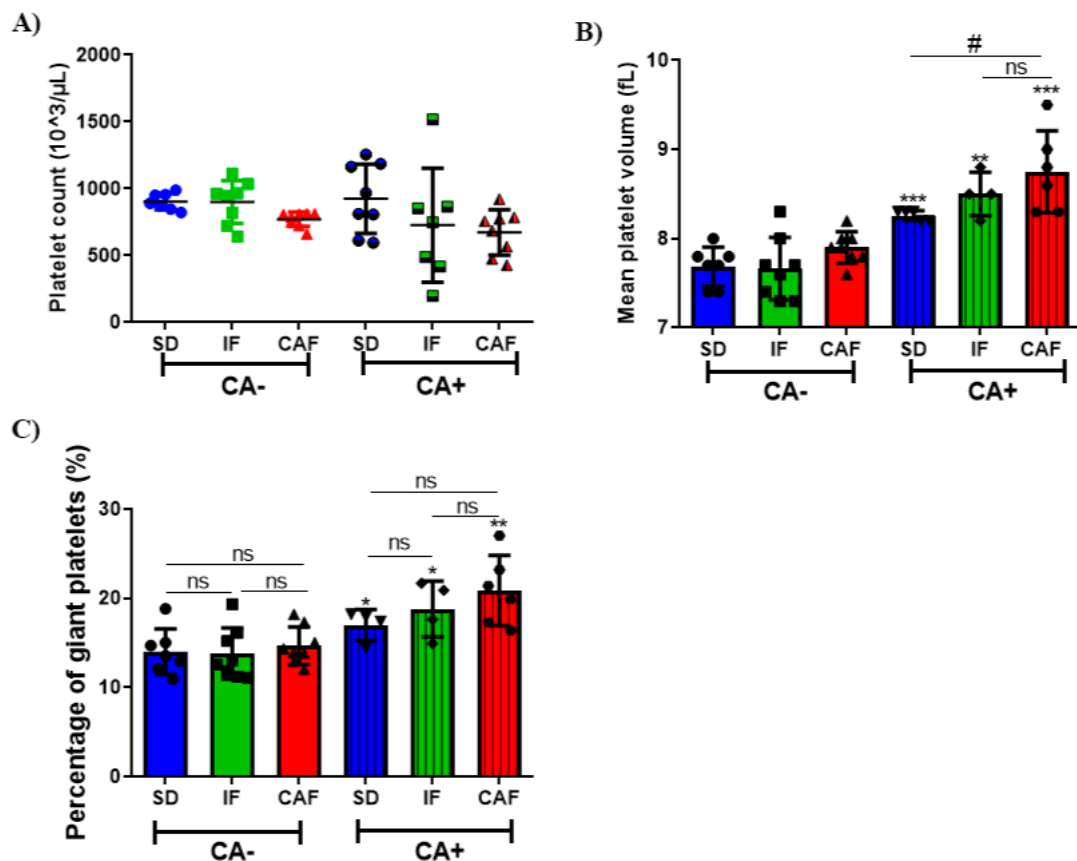 A)
Platelet count (10^3/µL)
2000
1500
1000
500
0
SD IF CAF SD IF CAF
CA- CA+
B)
Mean platelet volume (fL)
10
9
8
7
#
ns
***
**
***
SD IF CAF SD IF CAF
CA- CA+
C)
Percentage of giant platelets (%)
30
20
10
0
ns
ns
ns ns
ns
ns
**
*
*
SD IF CAF SD IF CAF
CA- CA+